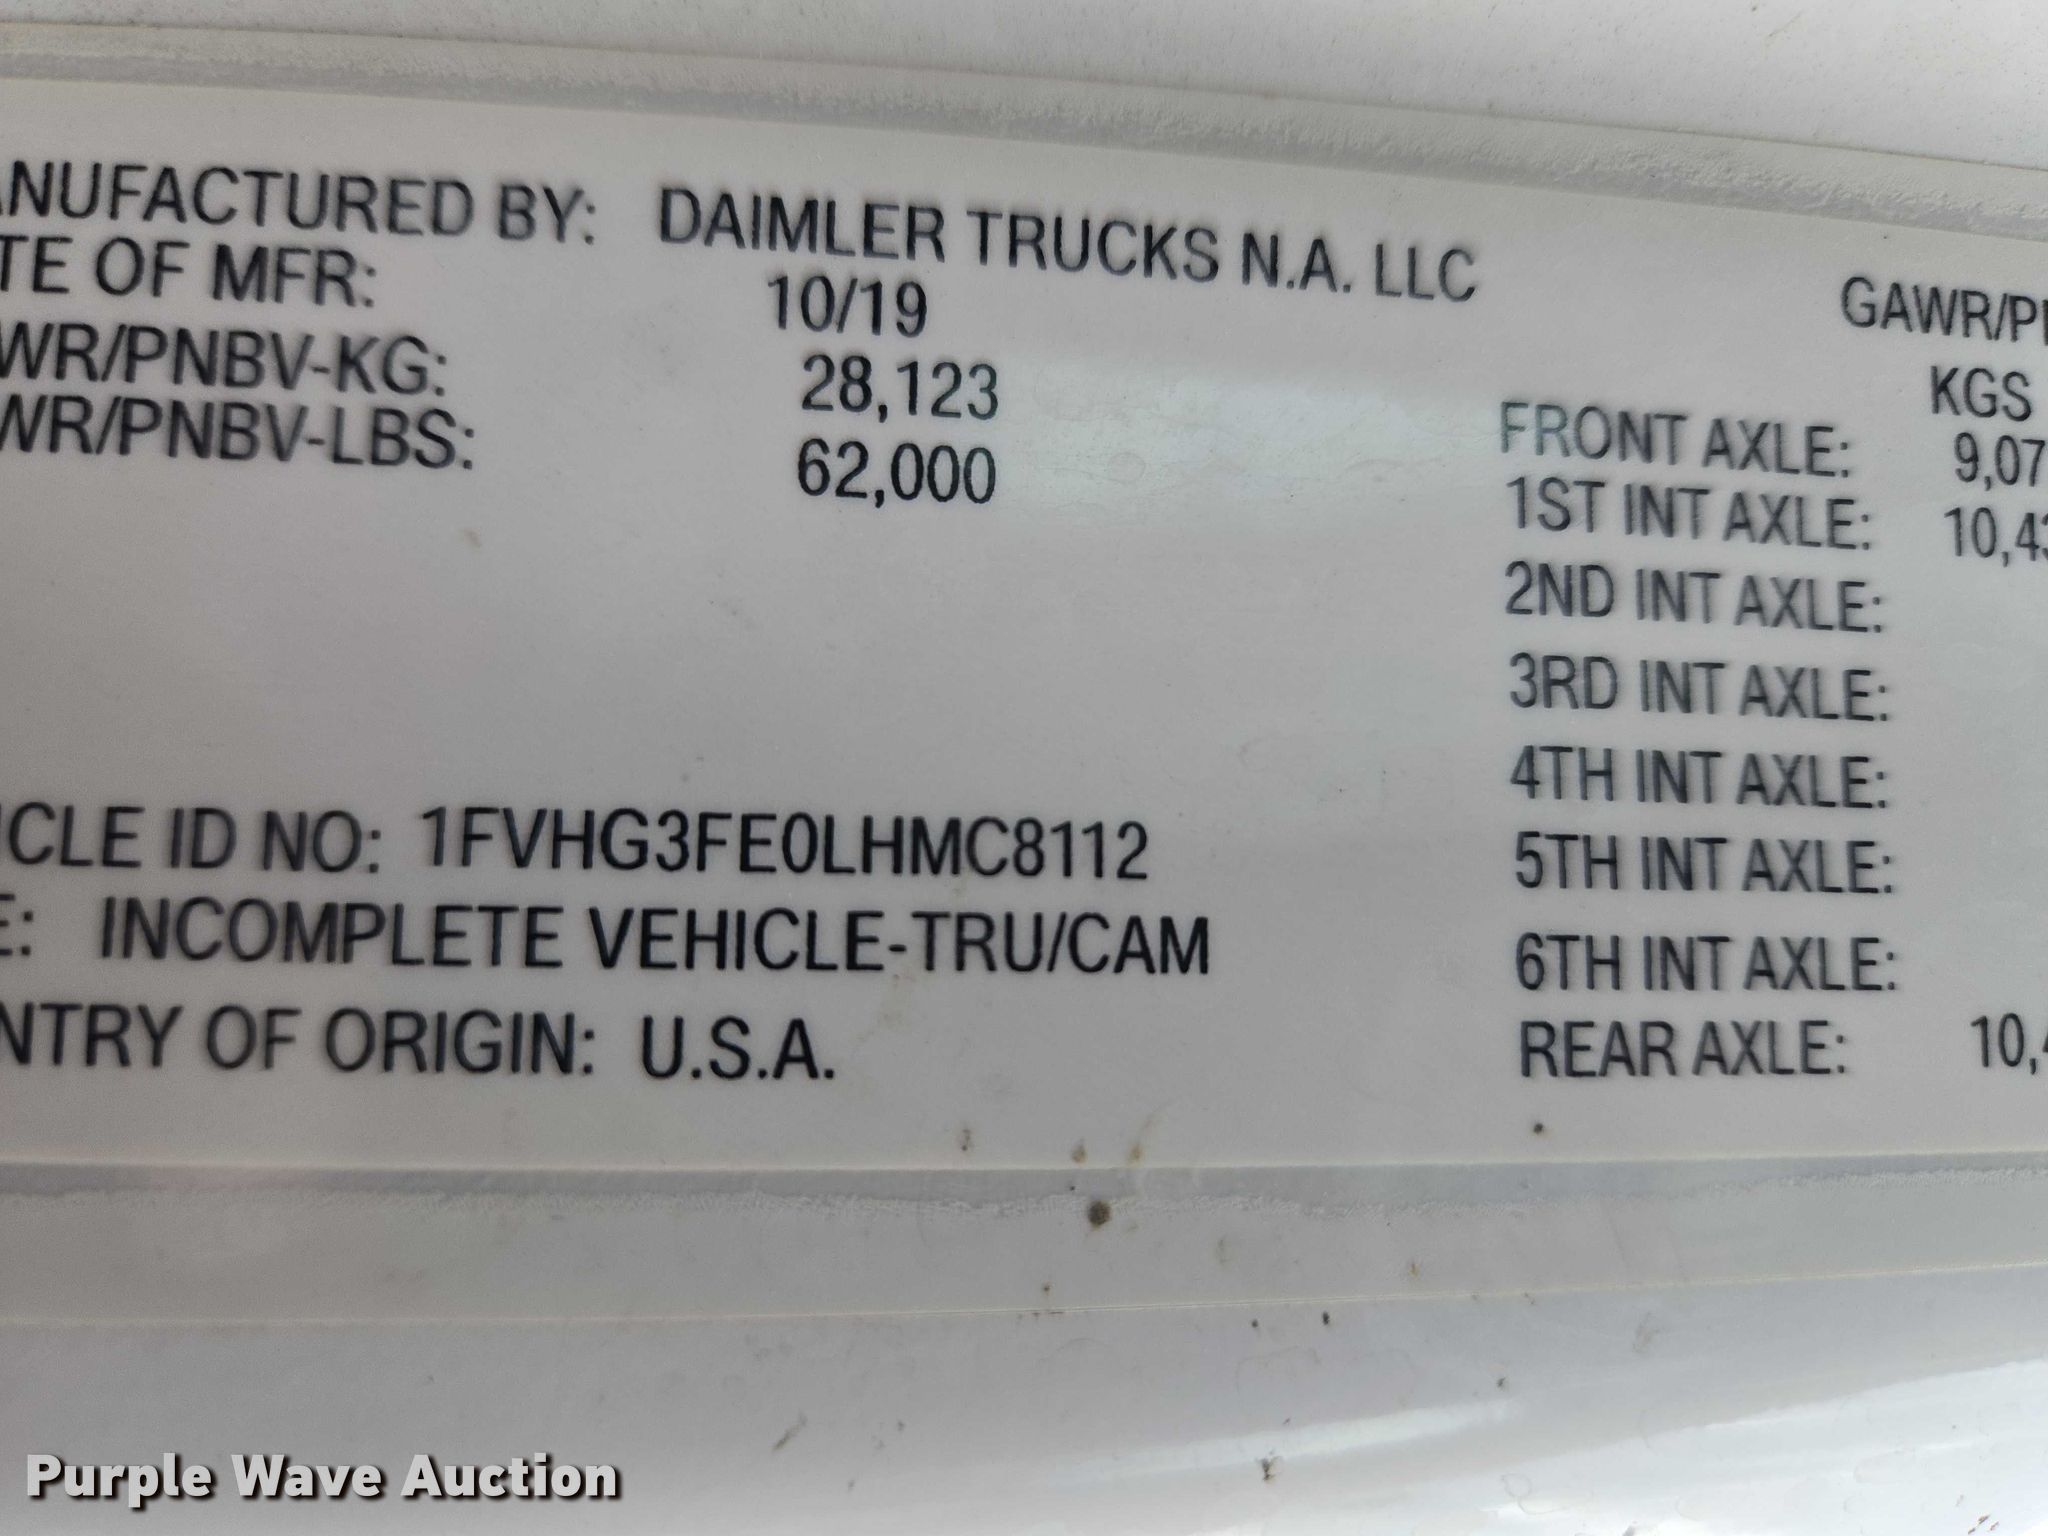 ANUFACTURED BY: DAIMLER TRUCKS N.A. LLC
TE OF MFR: 10/19
WR/PNBV-KG: 28,123
WR/PNBV-LBS: 62,000
GAWR/P
KGS
FRONT AXLE: 9,07
1ST INT AXLE: 10,43
2ND INT AXLE:
3RD INT AXLE:
4TH INT AXLE:
5TH INT AXLE:
6TH INT AXLE:
REAR AXLE: 10,4
ICLE ID NO: 1FVHG3FE0LHMC8112
E: INCOMPLETE VEHICLE-TRU/CAM
NTRY OF ORIGIN: U.S.A.
Purple Wave Auction